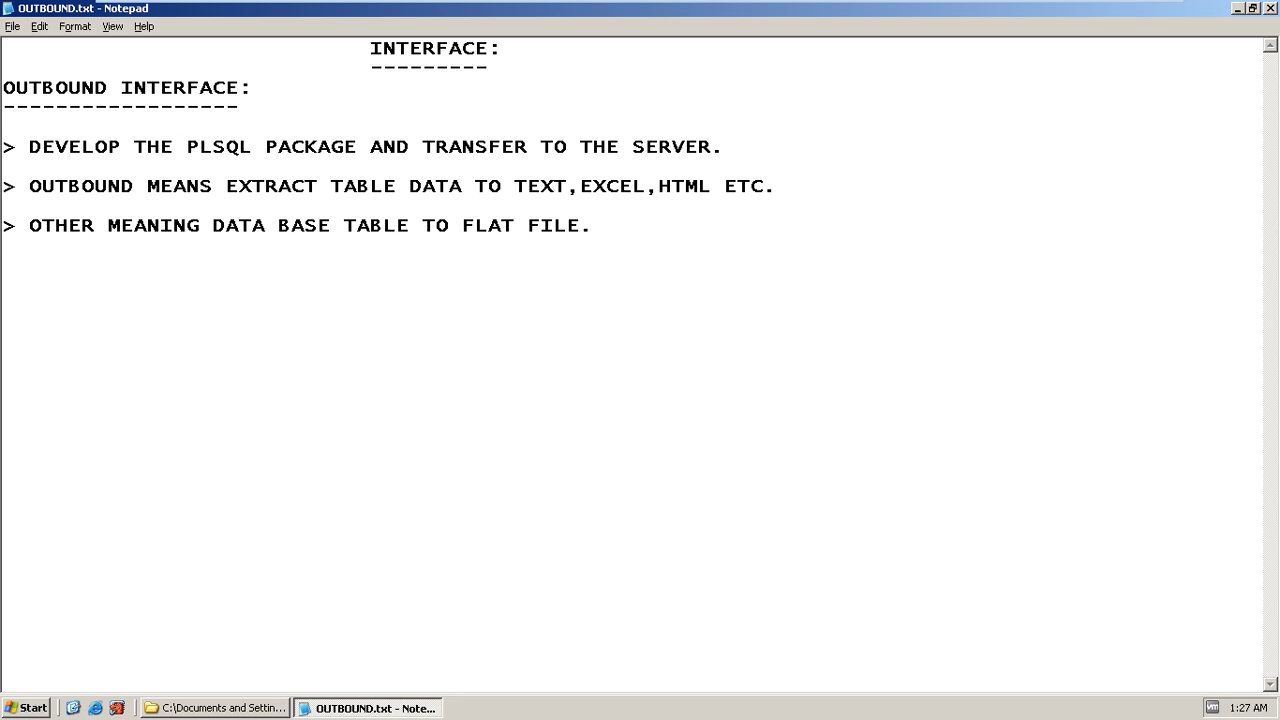 OUTBOUND.txt - Notepad
File Edit Format View Help
INTERFACE:
---------
OUTBOUND INTERFACE:
------------------
> DEVELOP THE PLSQL PACKAGE AND TRANSFER TO THE SERVER.
> OUTBOUND MEANS EXTRACT TABLE DATA TO TEXT,EXCEL,HTML ETC.
> OTHER MEANING DATA BASE TABLE TO FLAT FILE.
Start C:\Documents and Settin... OUTBOUND.txt - Note... 1:27 AM